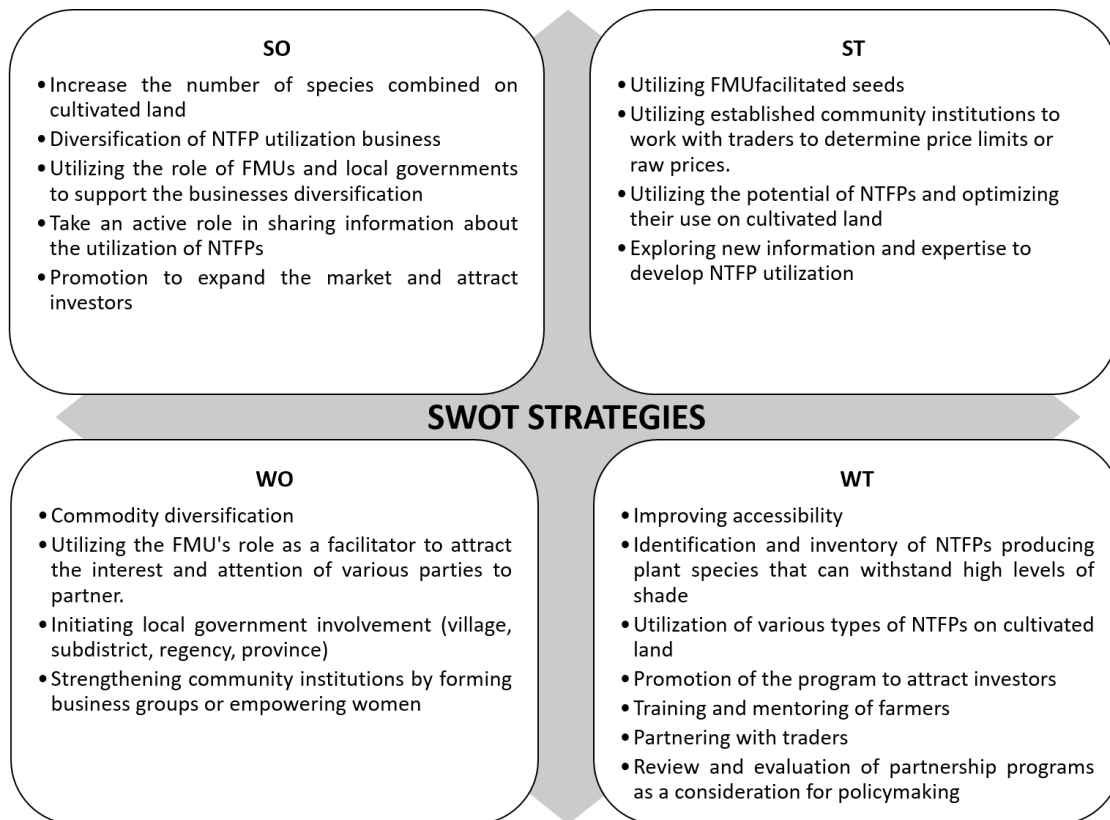 SO
• Increase the number of species combined on
cultivated land
• Diversification of NTFP utilization business
• Utilizing the role of FMUs and local governments
to support the businesses diversification
• Take an active role in sharing information about
the utilization of NTFPs
• Promotion to expand the market and attract
investors
ST
• Utilizing FMUfacilitated seeds
• Utilizing established community institutions to
work with traders to determine price limits or
raw prices.
• Utilizing the potential of NTFPs and optimizing
their use on cultivated land
• Exploring new information and expertise to
develop NTFP utilization
SWOT STRATEGIES
WO
• Commodity diversification
• Utilizing the FMU's role as a facilitator to attract
the interest and attention of various parties to
partner.
• Initiating local government involvement (village,
subdistrict, regency, province)
• Strengthening community institutions by forming
business groups or empowering women
WT
• Improving accessibility
• Identification and inventory of NTFPs producing
plant species that can withstand high levels of
shade
• Utilization of various types of NTFPs on cultivated
land
• Promotion of the program to attract investors
• Training and mentoring of farmers
• Partnering with traders
• Review and evaluation of partnership programs
as a consideration for policymaking